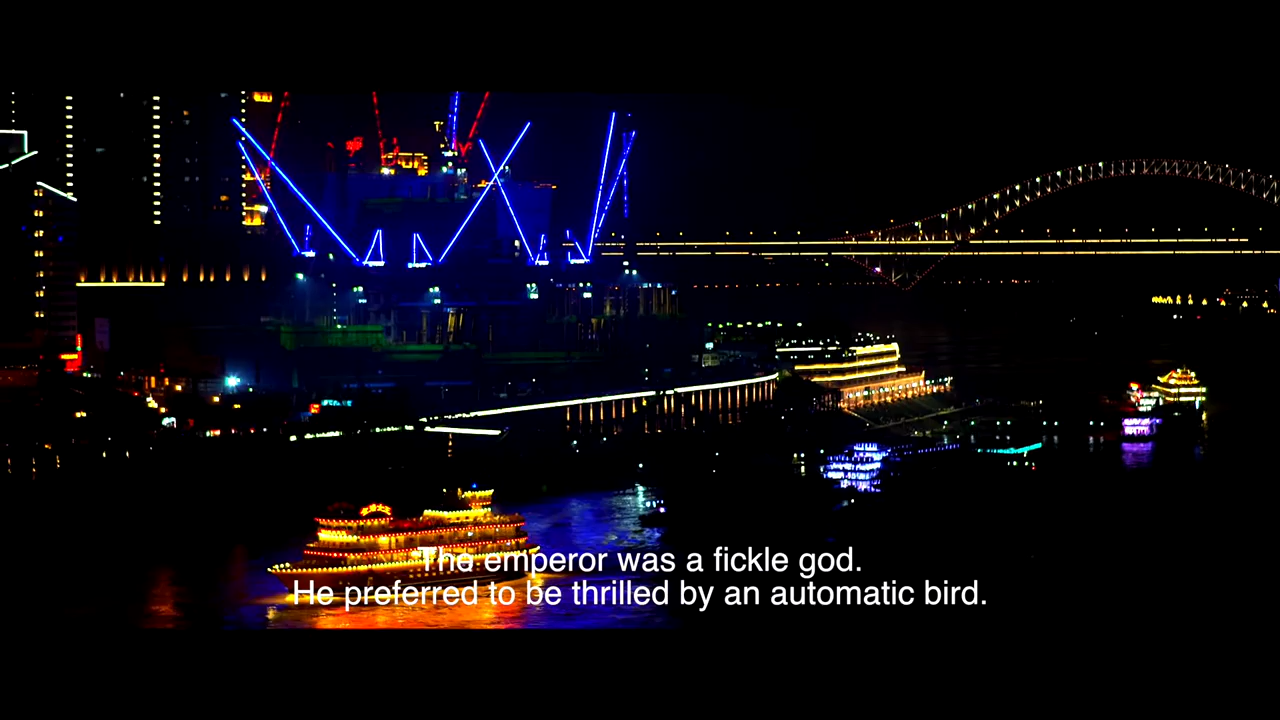 The emperor was a fickle god.
He preferred to be thrilled by an automatic bird.